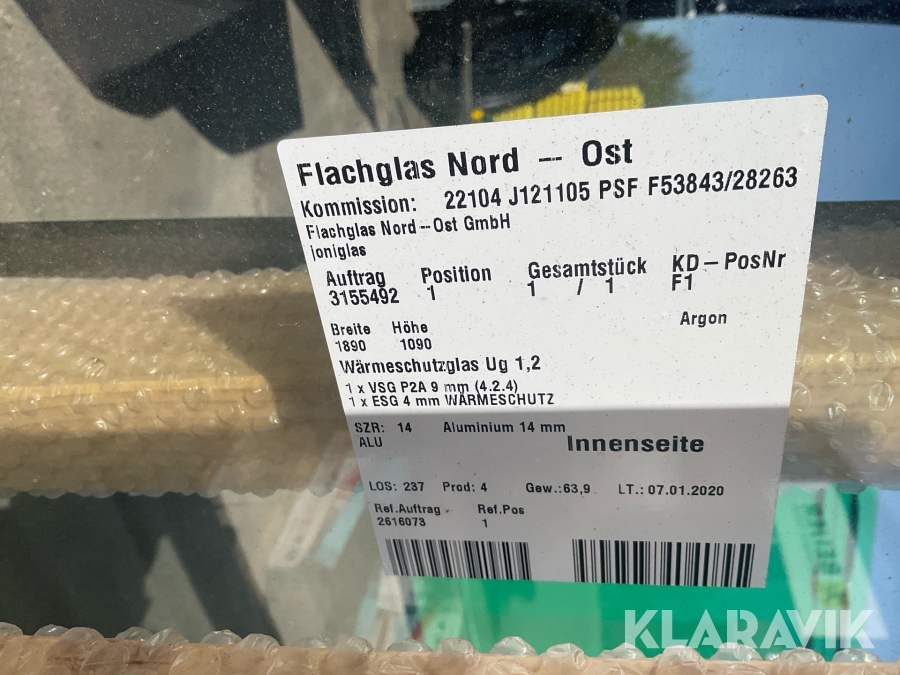 Flachglas Nord – Ost
Kommission: 22104 J121105 PSF F53843/28263
Flachglas Nord – Ost GmbH
joniglas
Auftrag Position Gesamtstück KD – PosNr
3155492 1 1 / 1 F1
Argon
Breite Höhe
1890 1090
Wärmeschutzglas Ug 1,2
1 x VSG P2A 9 mm (4.2.4)
1 x ESG 4 mm WÄRMESCHUTZ
SZR: 14 Aluminium 14 mm
ALU Innenseite
LOS: 237 Prod: 4 Gew.:63,9 LT.: 07.01.2020
Ref.Auftrag Ref.Pos
2616073 1
KLARAVIK